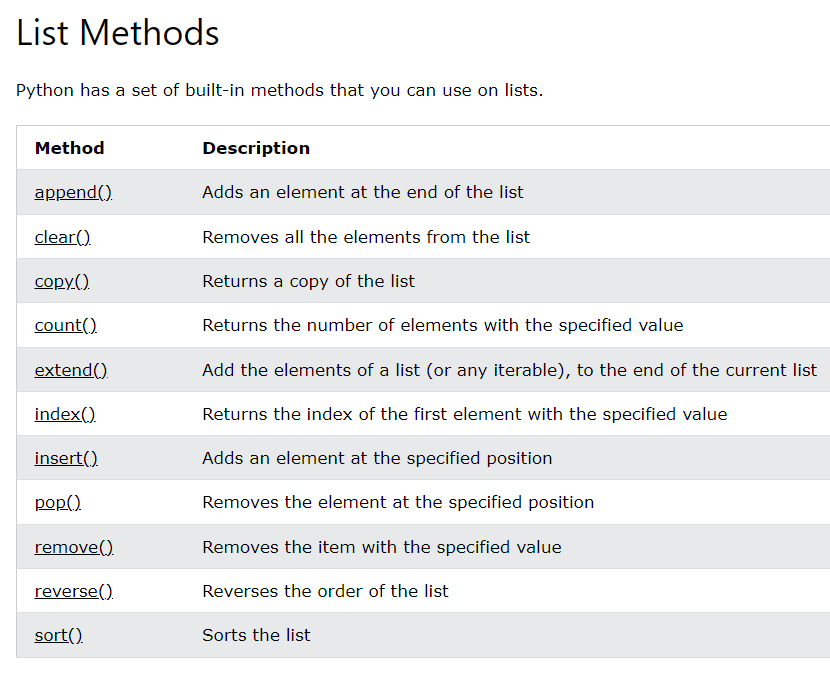 List Methods
Python has a set of built-in methods that you can use on lists.
Method Description
append() Adds an element at the end of the list
clear() Removes all the elements from the list
copy() Returns a copy of the list
count() Returns the number of elements with the specified value
extend() Add the elements of a list (or any iterable), to the end of the current list
index() Returns the index of the first element with the specified value
insert() Adds an element at the specified position
pop() Removes the element at the specified position
remove() Removes the item with the specified value
reverse() Reverses the order of the list
sort() Sorts the list